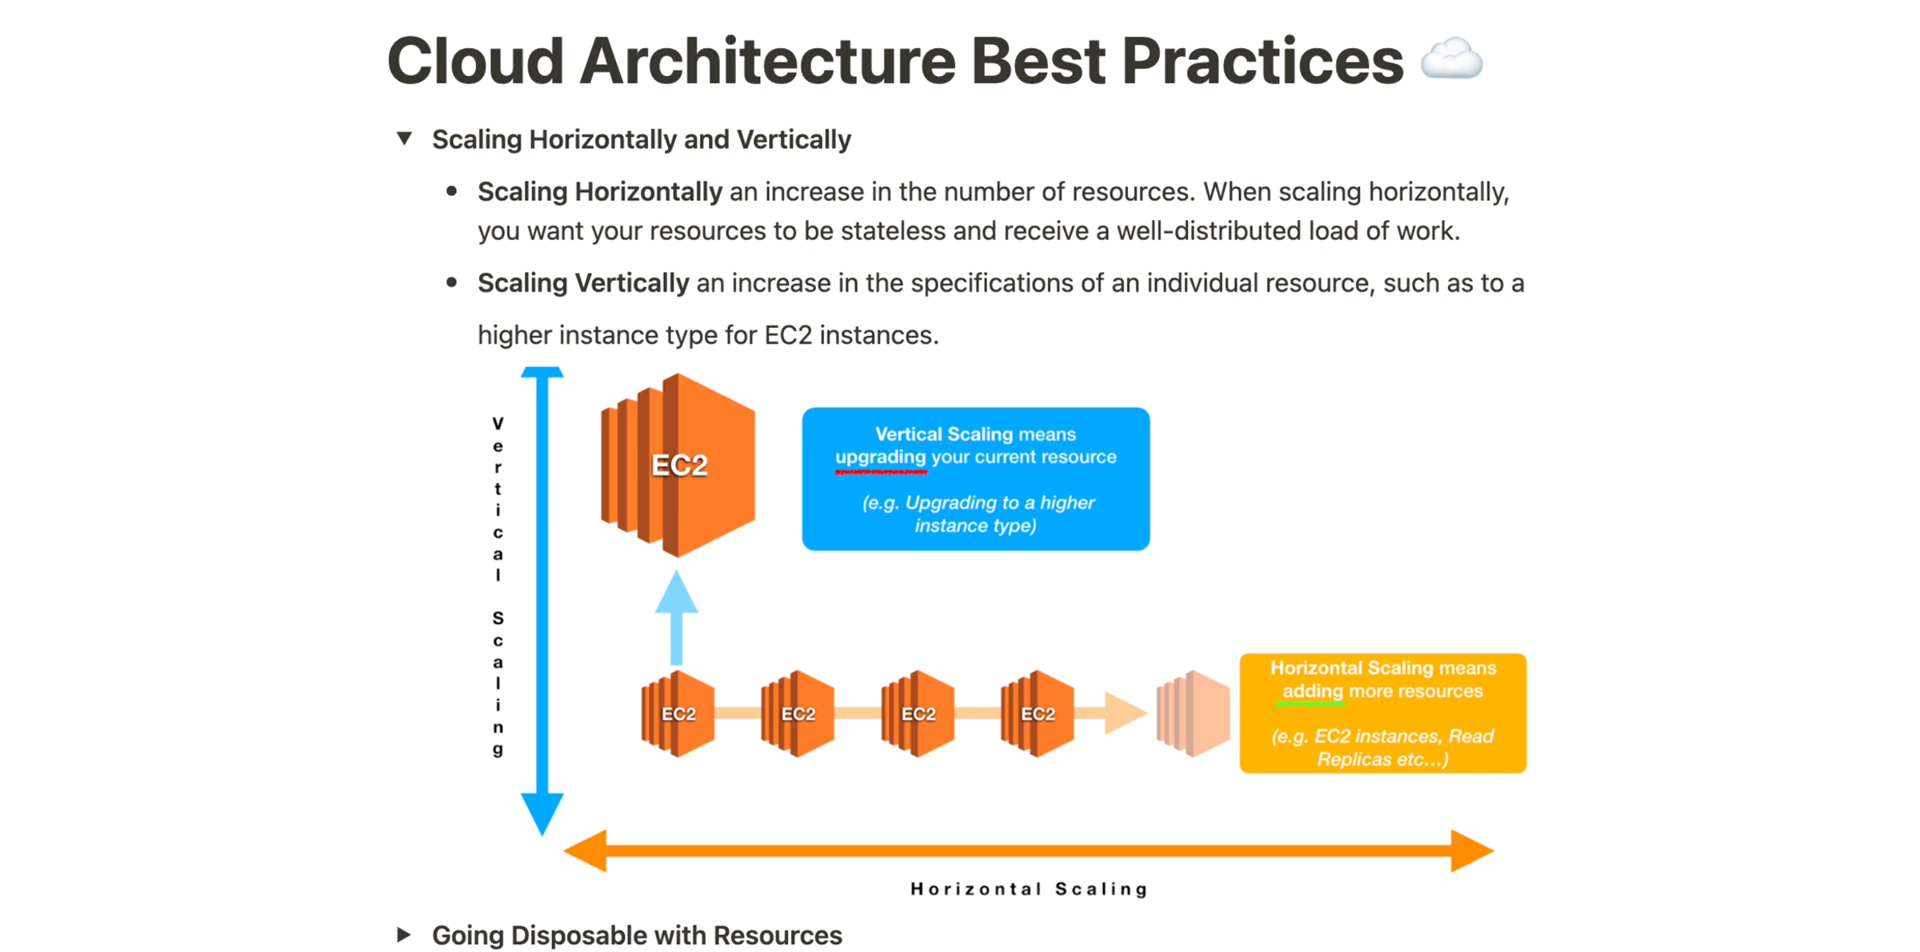 Cloud Architecture Best Practices ☁️
Scaling Horizontally and Vertically
Scaling Horizontally an increase in the number of resources. When scaling horizontally,
you want your resources to be stateless and receive a well-distributed load of work.
Scaling Vertically an increase in the specifications of an individual resource, such as to a
higher instance type for EC2 instances.
Vertical Scaling
EC2
Vertical Scaling means
upgrading your current resource
(e.g. Upgrading to a higher
instance type)
EC2
EC2
EC2
EC2
Horizontal Scaling means
adding more resources
(e.g. EC2 instances, Read
Replicas etc...)
Horizontal Scaling
Going Disposable with Resources